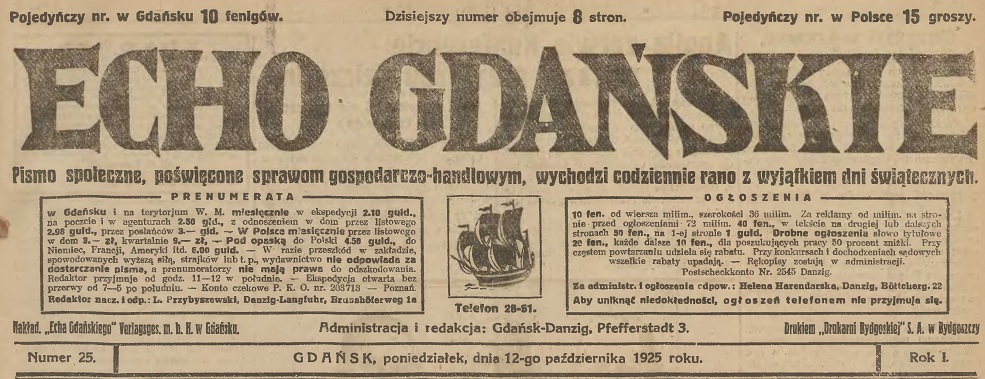 Pojedyńczy nr. w Gdańsku 10 fenigów. Dzisiejszy numer obejmuje 8 stron. Pojedyńczy nr. w Polsce 15 groszy.
ECHO GDAŃSKIE
Pismo społeczne, poświęcone sprawom gospodarczo-handlowym, wychodzi codziennie rano z wyjątkiem dni świątecznych.
PRENUMERATA
w Gdańsku i na terytorjum W. M. miesięcznie w ekspedycji 2.10 guld.,
na poczcie i w agenturach 2.50 gld., z odnoszeniem w dom przez listowego
2.98 guld., przez posłańców 3.— gld. — W Polsce miesięcznie przez listowego
w dom 3.— zł, kwartalnie 9.— zł, — Pod opaską do Polski 4.50 guld., do
Niemiec, Francji, Ameryki itd. 5.00 guld. — W razie przeszkód w zakładzie,
spowodowanych wyższą siłą, strajków lub t. p., wydawnictwo nie odpowiada za
dostarczanie pisma, a prenumeratorzy nie mają prawa do odszkodowania.
Redaktor przyjmuje od godz. 11—12 w południe. — Ekspedycja otwarta bez
przerwy od 7—5 po południu. — Konto czekowe P. K. O. nr. 203713 — Poznań.
Redaktor nacz. i odp.: L. Przybyszewski, Danzig-Langfuhr, Brunshöferweg 1a
Telefon 28-51.
OGŁOSZENIA
10 fen. od wiersza milim., szerokości 36 milim. Za reklamy od milim. na stro-
nie przed ogłoszeniami 72 milim. 40 fen., w tekście na drugiej lub dalszych
stronach 50 fen., na 1-ej stronie 1 guld. Drobne ogłoszenia słowo tytułowe
20 fen., każde dalsze 10 fen., dla poszukujących pracy 50 procent zniżki. Przy
częstem powtarzaniu udziela się rabatu. Przy konkursach i dochodzeniach sądowych
wszelkie rabaty upadają. — Rękopisy zostają w administracji.
Postscheckkonto Nr. 2545 Danzig.
Za administr. i ogłoszenia odpow.: Helena Harendarska, Danzig, Böttcherg. 22
Aby uniknąć niedokładności, ogłoszeń telefonem nie przyjmuja się.
Nakład. „Echa Gdańskiego" Verlagsges. m. b. H. w Gdańsku. Administracja i redakcja: Gdańsk-Danzig, Pfefferstadt 3. Drukiem „Drukarni Bydgoskiej" S. A. w Bydgoszczy
Numer 25. GDAŃSK, poniedziałek, dnia 12-go października 1925 roku. Rok I.